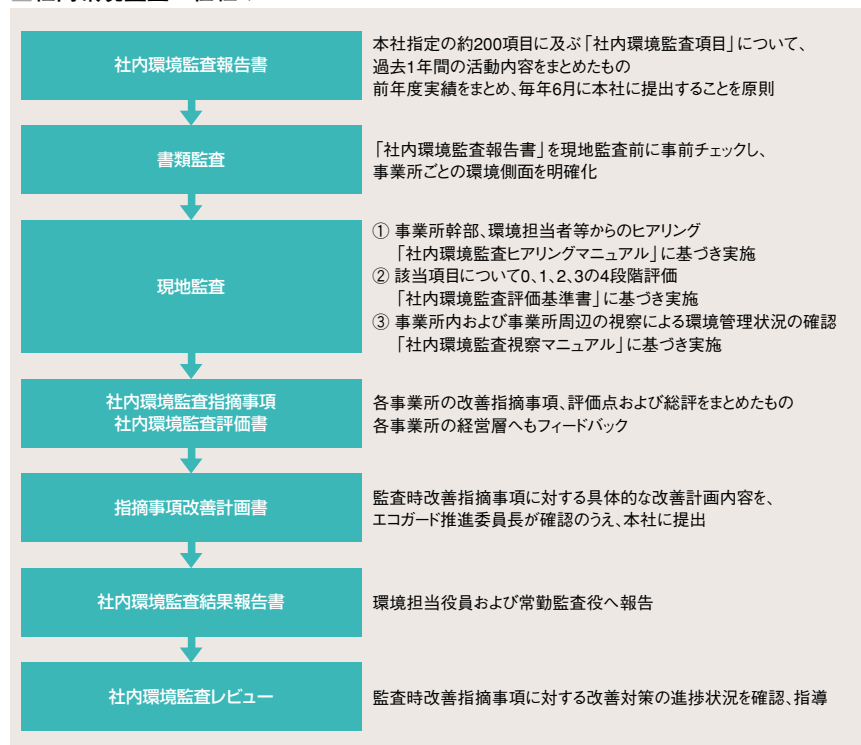 社内環境監査報告書
本社指定の約200項目に及ぶ「社内環境監査項目」について、
過去1年間の活動内容をまとめたもの
前年度実績をまとめ、毎年6月に本社に提出することを原則
書類監査
「社内環境監査報告書」を現地監査前に事前チェックし、
事業所ごとの環境側面を明確化
現地監査
① 事業所幹部、環境担当者等からのヒアリング
「社内環境監査ヒアリングマニュアル」に基づき実施
② 該当項目について0、1、2、3の4段階評価
「社内環境監査評価基準書」に基づき実施
③ 事業所内および事業所周辺の視察による環境管理状況の確認
「社内環境監査視察マニュアル」に基づき実施
社内環境監査指摘事項
社内環境監査評価書
各事業所の改善指摘事項、評価点および総評をまとめたもの
各事業所の経営層へもフィードバック
指摘事項改善計画書
監査時改善指摘事項に対する具体的な改善計画内容を、
エコガード推進委員長が確認のうえ、本社に提出
社内環境監査結果報告書
環境担当役員および常勤監査役へ報告
社内環境監査レビュー
監査時改善指摘事項に対する改善対策の進捗状況を確認、指導